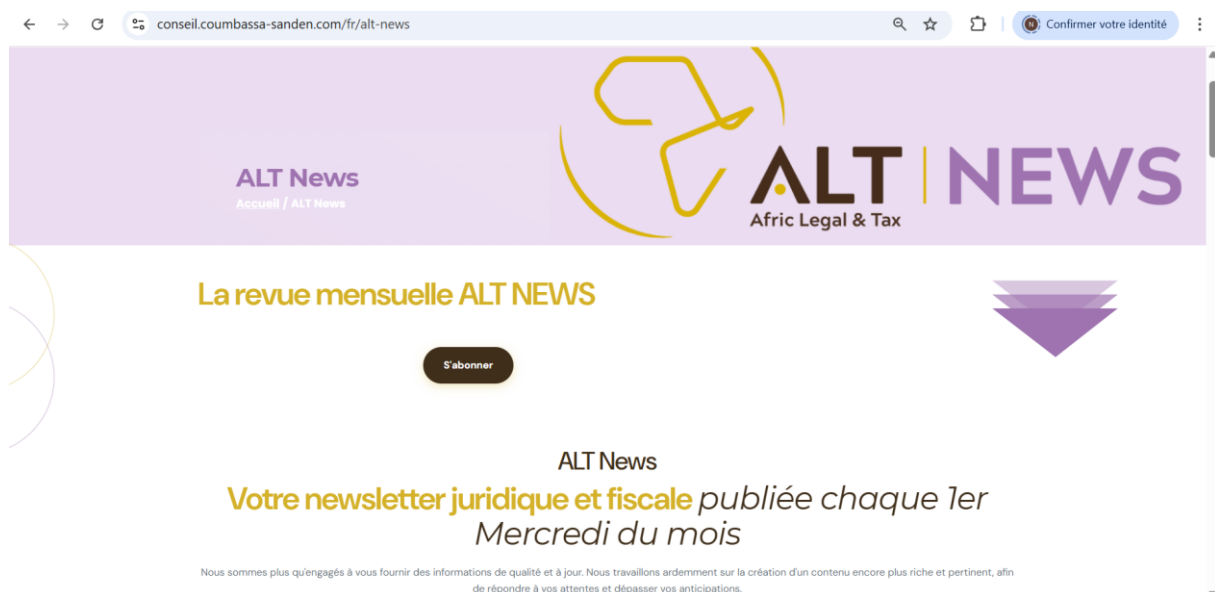 conseil.coumbassa-sanden.com/fr/alt-news
N
Confirmer votre identité
ALT News
Accueil / ALT News
ALT | NEWS
Afric Legal & Tax
La revue mensuelle ALT NEWS
S'abonner
ALT News
Votre newsletter juridique et fiscale publiée chaque 1er
Mercredi du mois
Nous sommes plus qu'engagés à vous fournir des informations de qualité et à jour. Nous travaillons ardemment sur la création d'un contenu encore plus riche et pertinent, afin
de répondre à vos attentes et dépasser vos anticipations.